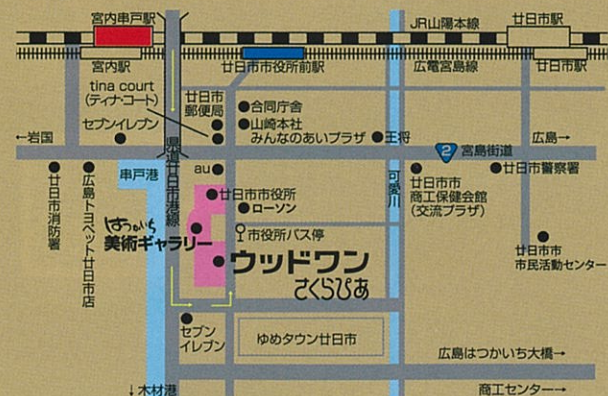 宮内串戸駅
JR山陽本線
廿日市駅
宮内駅
廿日市市役所前駅
広電宮島線
廿日市駅
tina court
(ティナ・コート)
廿日市
郵便局
合同庁舎
山崎本社
みんなのあいプラザ
王将
セブンイレブン
←岩国
広島→
県道廿日市港線
2
宮島街道
串戸港
au
可愛川
廿日市市
商工保健会館
(交流プラザ)
廿日市警察署
廿日市消防署
広島トヨペット廿日市店
廿日市市役所
ローソン
はつかいち
美術ギャラリー
市役所バス停
ウッドワン
さくらぴあ
廿日市市
市民活動センター
セブン
イレブン
ゆめタウン廿日市
広島はつかいち大橋→
↓木材港
商工センター→